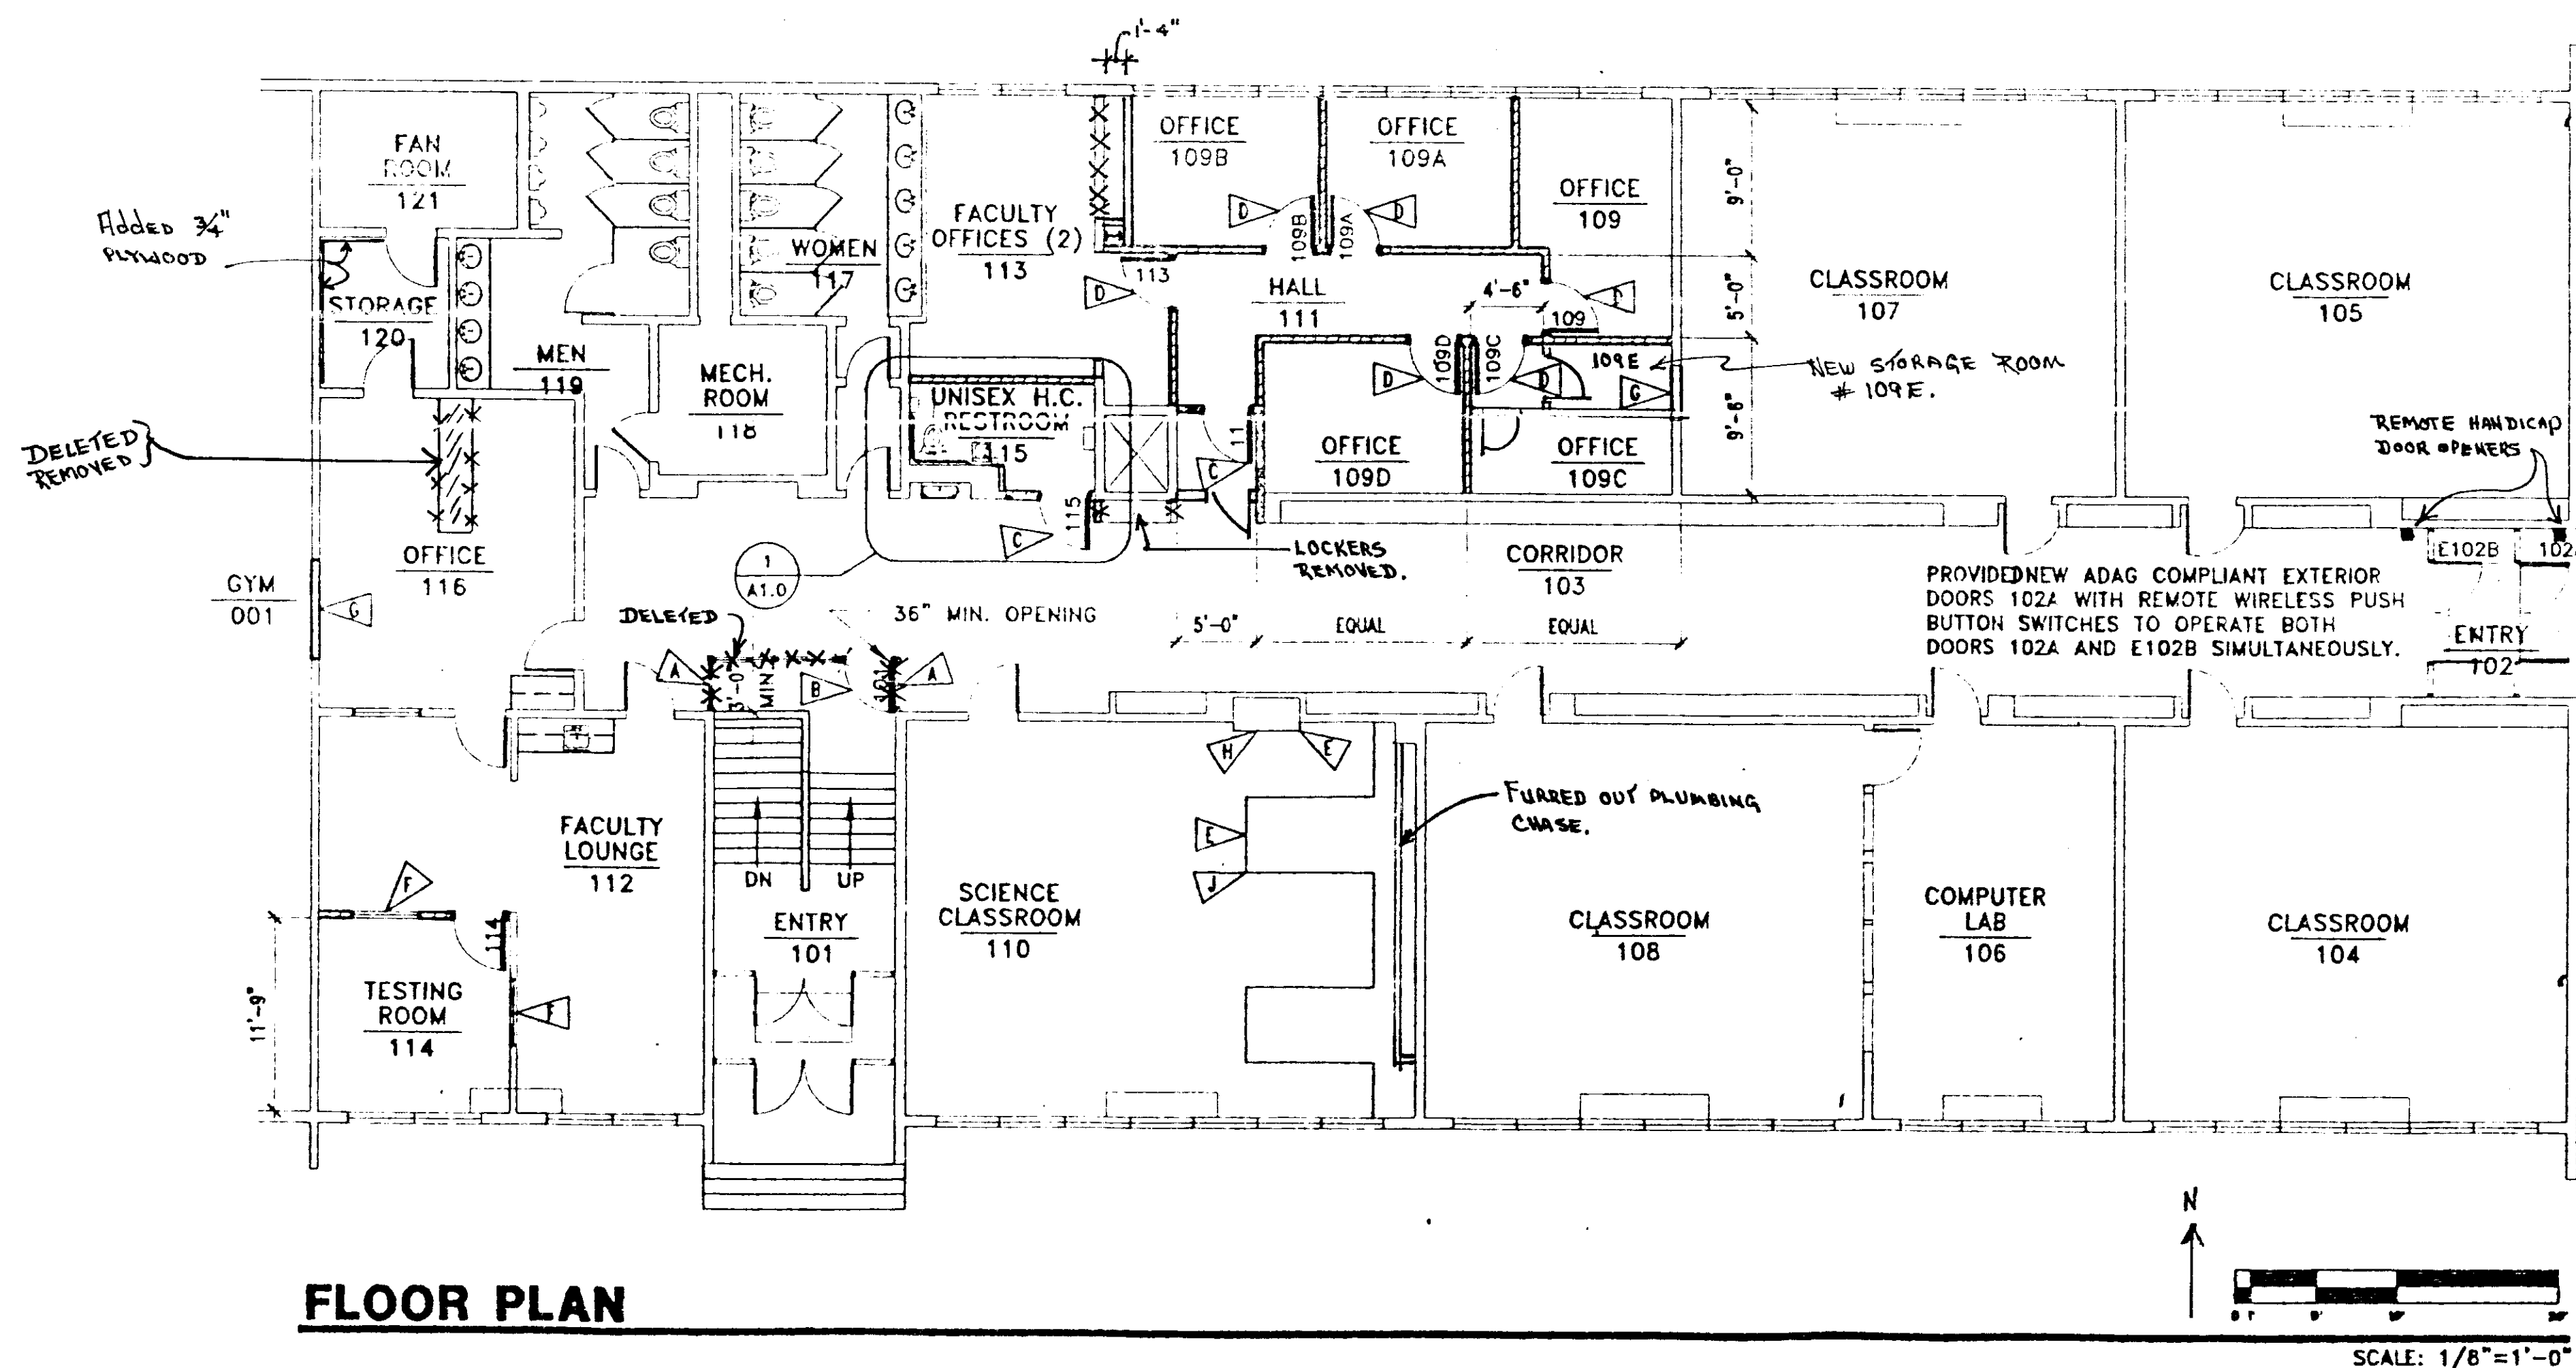 1'-4"
FAN
ROOM
121
Added 3/4"
PLYWOOD
STORAGE
120
MEN
119
MECH.
ROOM
118
WOMEN
117
FACULTY
OFFICES (2)
113
OFFICE
109B
OFFICE
109A
OFFICE
109
D
109B
109A
D
113
D
HALL
111
4'-6"
109
9'-0"
5'-0"
9'-6"
CLASSROOM
107
CLASSROOM
105
109D
109C
D
D
109E
G
NEW STORAGE ROOM
# 109E.
UNISEX H.C.
RESTROOM
115
OFFICE
109D
OFFICE
109C
11
C
DELETED
REMOVED
REMOTE HANDICAP
DOOR OPENERS
OFFICE
116
GYM
001
G
1
A1.0
C
115
LOCKERS
REMOVED.
CORRIDOR
103
E102B
102
PROVIDEDNEW ADAG COMPLIANT EXTERIOR
DOORS 102A WITH REMOTE WIRELESS PUSH
BUTTON SWITCHES TO OPERATE BOTH
DOORS 102A AND E102B SIMULTANEOUSLY.
ENTRY
102
DELETED
36" MIN. OPENING
5'-0"
EQUAL
EQUAL
A
3'-0"
MIN.
B
101
A
H
E
FURRED OUT PLUMBING
CHASE.
FACULTY
LOUNGE
112
DN
UP
E
J
F
SCIENCE
CLASSROOM
110
ENTRY
101
CLASSROOM
108
COMPUTER
LAB
106
CLASSROOM
104
114
TESTING
ROOM
114
F
11'-9"
N
FLOOR PLAN
SCALE: 1/8"=1'-0"